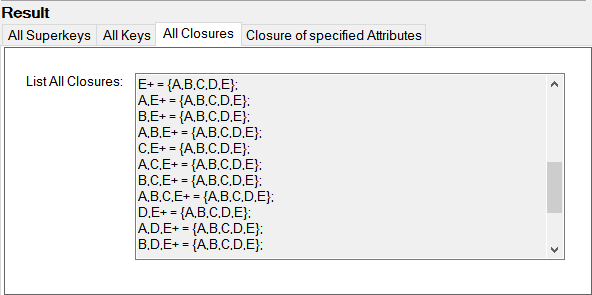 Result
All Superkeys All Keys All Closures Closure of specified Attributes
List All Closures:
E+ = {A,B,C,D,E};
A,E+ = {A,B,C,D,E};
B,E+ = {A,B,C,D,E};
A,B,E+ = {A,B,C,D,E};
C,E+ = {A,B,C,D,E};
A,C,E+ = {A,B,C,D,E};
B,C,E+ = {A,B,C,D,E};
A,B,C,E+ = {A,B,C,D,E};
D,E+ = {A,B,C,D,E};
A,D,E+ = {A,B,C,D,E};
B,D,E+ = {A,B,C,D,E};